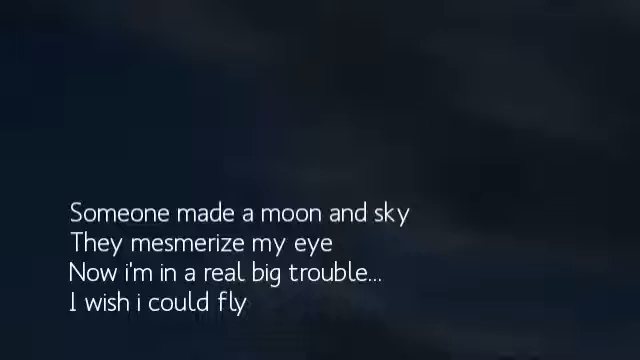 Someone made a moon and sky
They mesmerize my eye
Now i'm in a real big trouble...
I wish i could fly